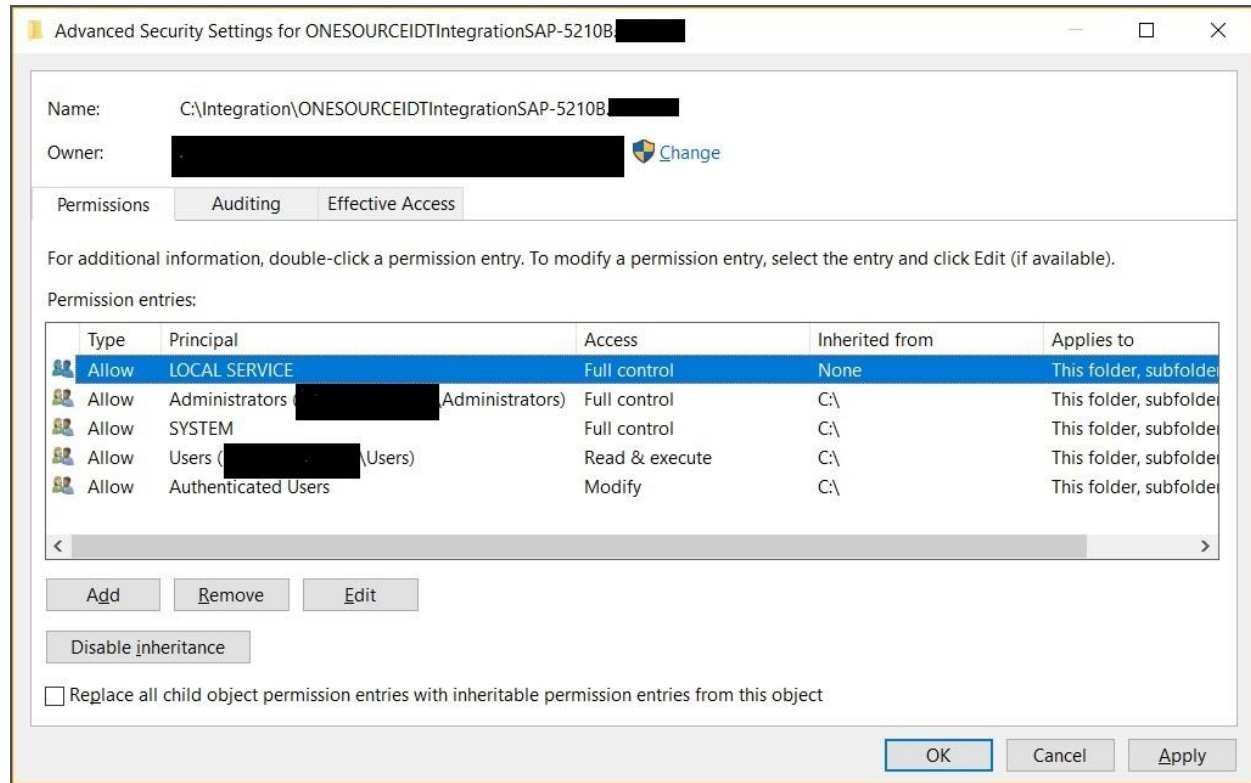 Advanced Security Settings for ONESOURCEIDTIntegrationSAP-5210B.
Name: C:\Integration\ONESOURCEIDTIntegrationSAP-5210B.
Owner: Change
Permissions Auditing Effective Access
For additional information, double-click a permission entry. To modify a permission entry, select the entry and click Edit (if available).
Permission entries:
Type Principal Access Inherited from Applies to
Allow LOCAL SERVICE Full control None This folder, subfolder
Allow Administrators ( \Administrators) Full control C:\ This folder, subfolder
Allow SYSTEM Full control C:\ This folder, subfolder
Allow Users ( \Users) Read & execute C:\ This folder, subfolder
Allow Authenticated Users Modify C:\ This folder, subfolder
Add Remove Edit
Disable inheritance
Replace all child object permission entries with inheritable permission entries from this object
OK Cancel Apply